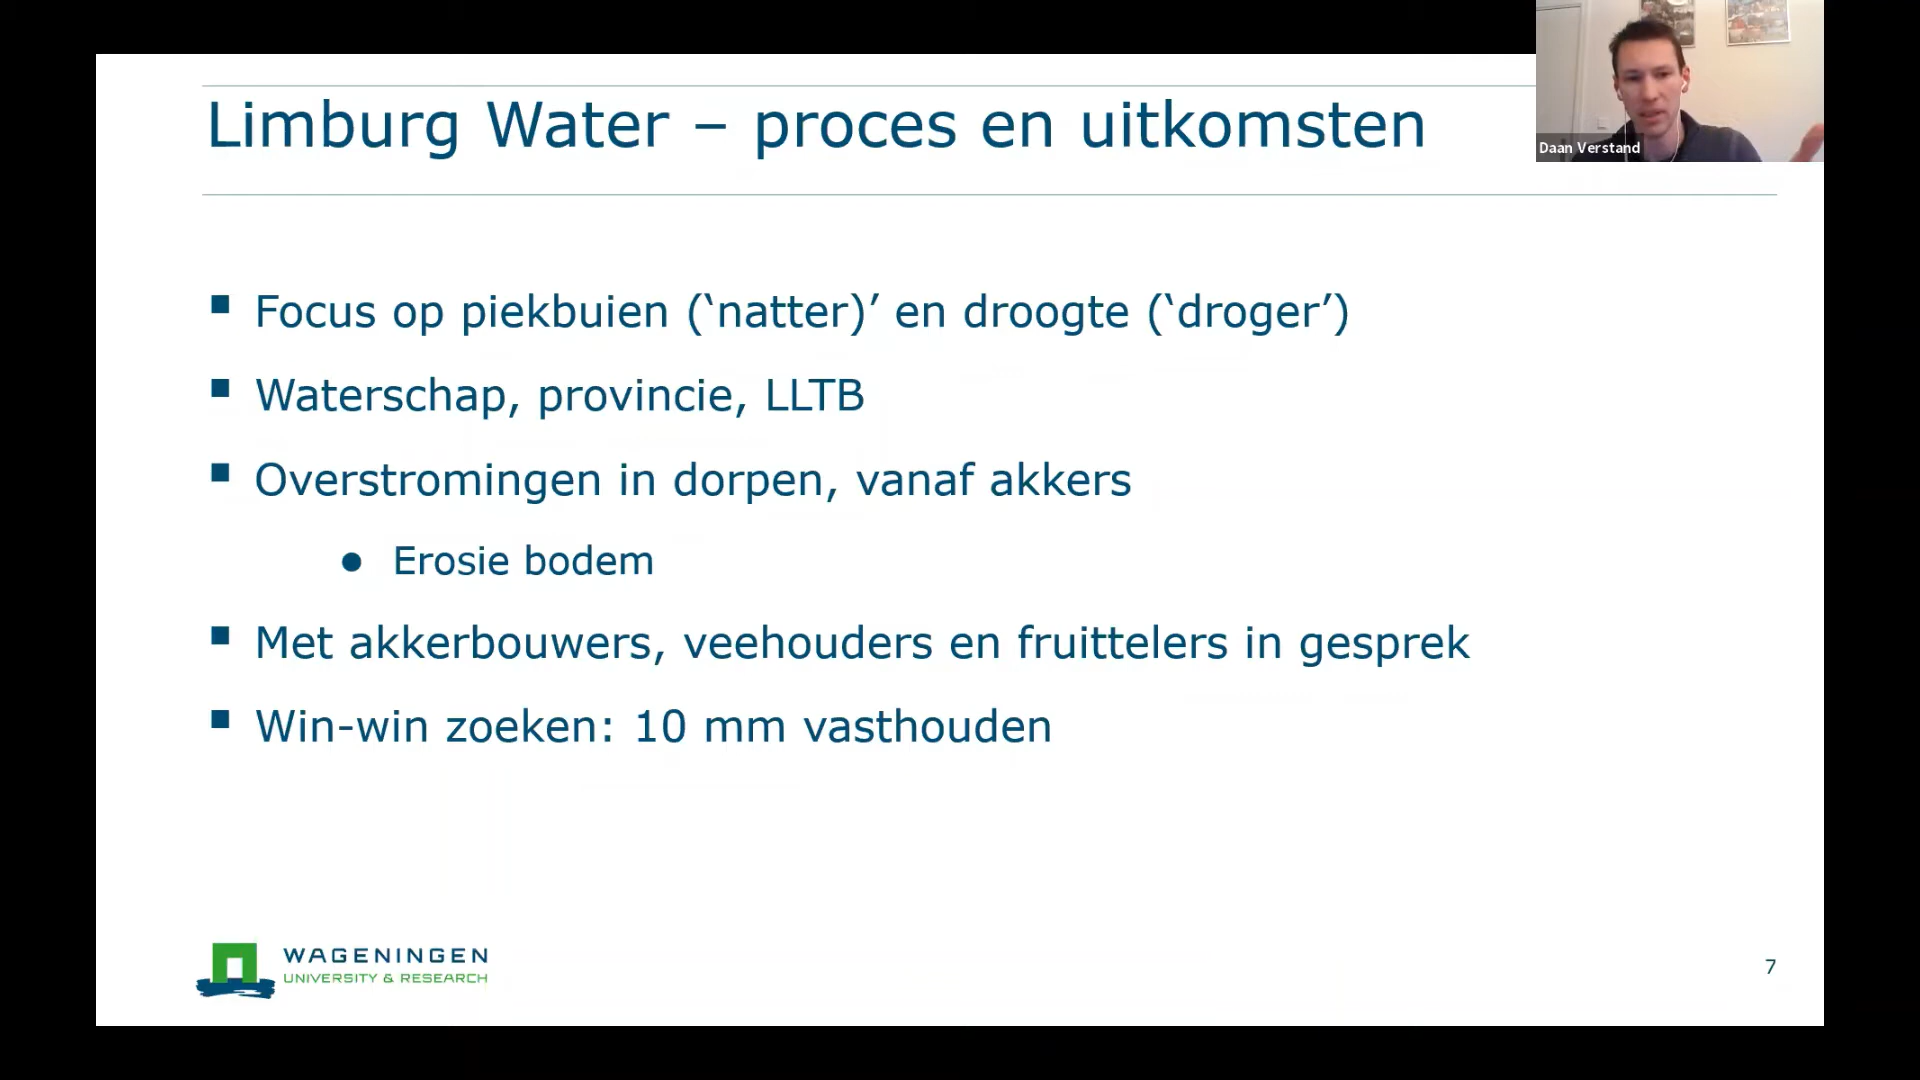 Limburg Water – proces en uitkomsten
Daan Verstand
▪ Focus op piekbuien (‘natter)’ en droogte (‘droger’)
▪ Waterschap, provincie, LLTB
▪ Overstromingen in dorpen, vanaf akkers
● Erosie bodem
▪ Met akkerbouwers, veehouders en fruittelers in gesprek
▪ Win-win zoeken: 10 mm vasthouden
WAGENINGEN
UNIVERSITY & RESEARCH
7